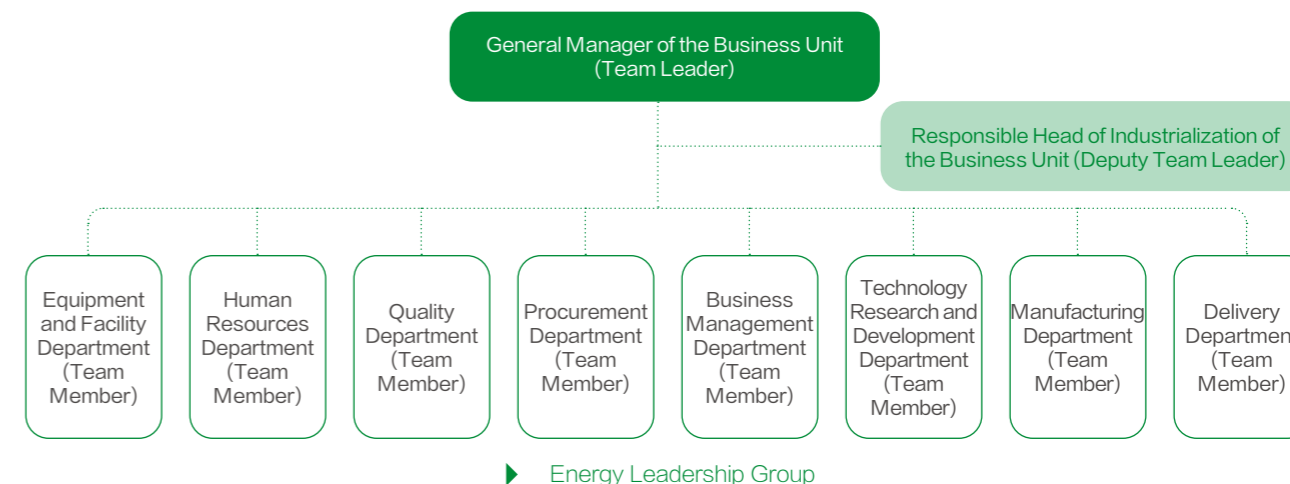 General Manager of the Business Unit
(Team Leader)
Responsible Head of Industrialization of
the Business Unit (Deputy Team Leader)
Equipment
and Facility
Department
(Team
Member)
Human
Resources
Department
(Team
Member)
Quality
Department
(Team
Member)
Procurement
Department
(Team
Member)
Business
Management
Department
(Team
Member)
Technology
Research and
Development
Department
(Team
Member)
Manufacturing
Department
(Team
Member)
Delivery
Departmen
(Team
Member)
Energy Leadership Group